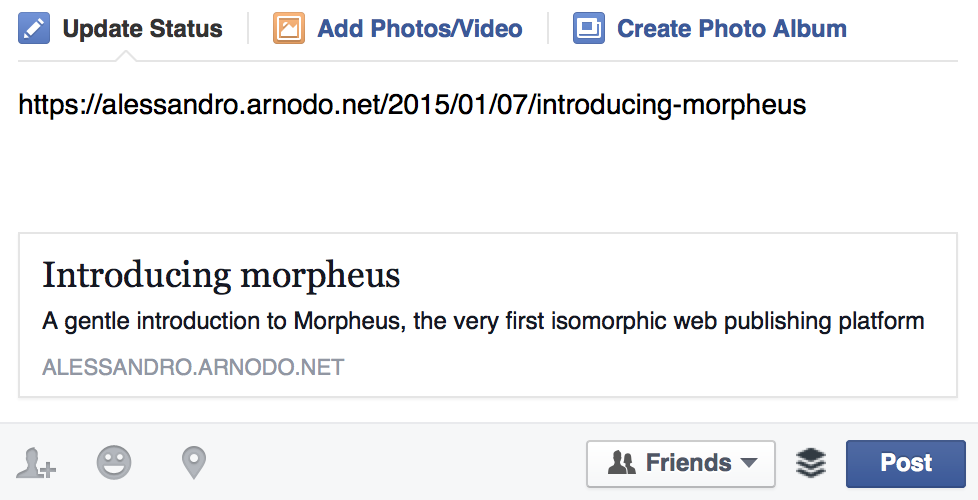 Update Status Add Photos/Video Create Photo Album
https://alessandro.arnodo.net/2015/01/07/introducing-morpheus
Introducing morpheus
A gentle introduction to Morpheus, the very first isomorphic web publishing platform
ALESSANDRO.ARNODO.NET
Friends Post